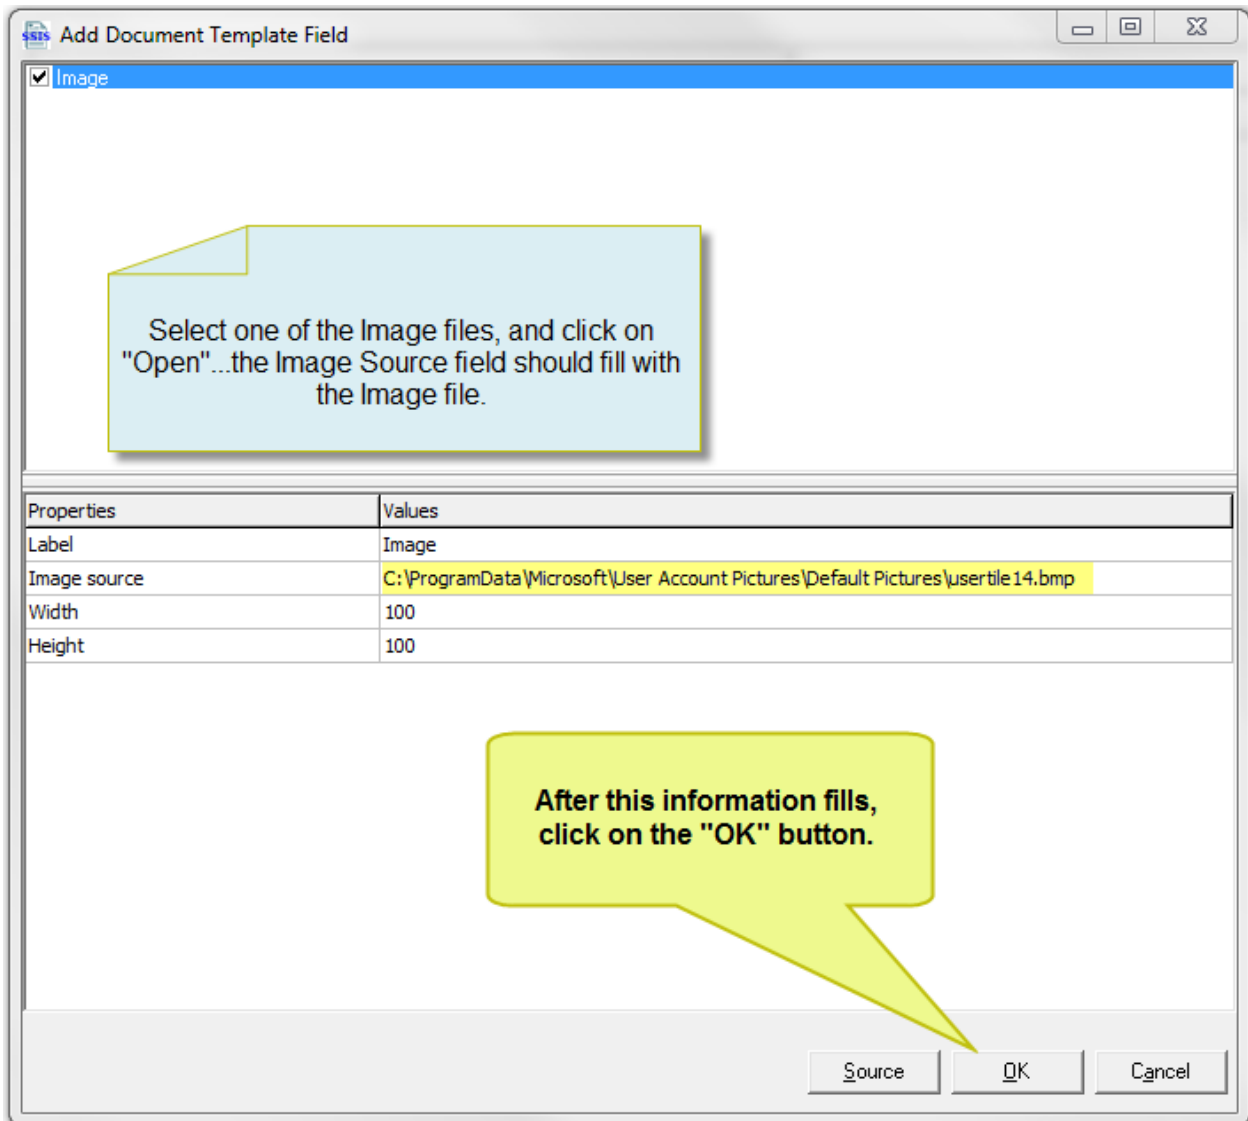 SSIS Add Document Template Field
Image
Select one of the Image files, and click on
"Open"...the Image Source field should fill with
the Image file.
Properties Values
Label Image
Image source C:\ProgramData\Microsoft\User Account Pictures\Default Pictures\usertile14.bmp
Width 100
Height 100
After this information fills,
click on the "OK" button.
Source OK Cancel